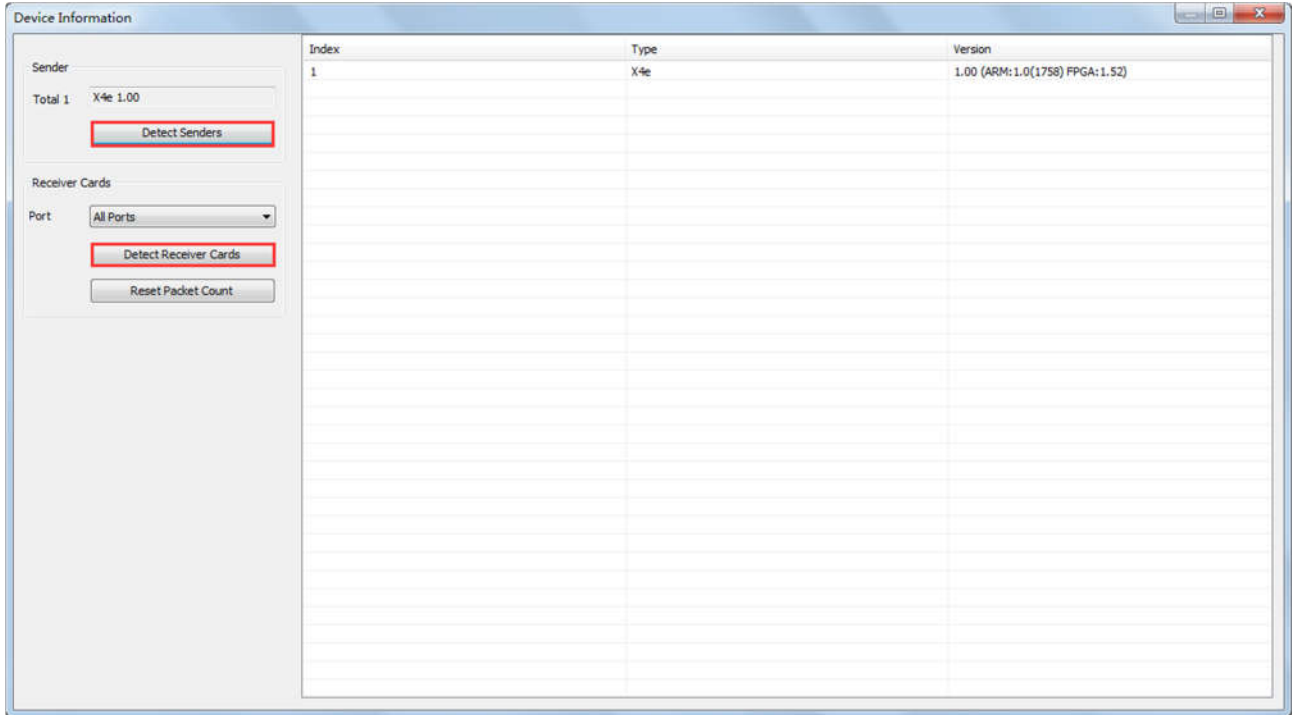 Device Information
Sender
Total 1 X4e 1.00
Detect Senders
Receiver Cards
Port All Ports
Detect Receiver Cards
Reset Packet Count
Index Type Version
1 X4e 1.00 (ARM:1.0(1758) FPGA:1.52)